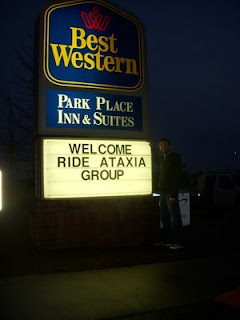 Best
Western
PARK PLACE
INN & SUITES
WELCOME
RIDE ATAXIA
GROUP